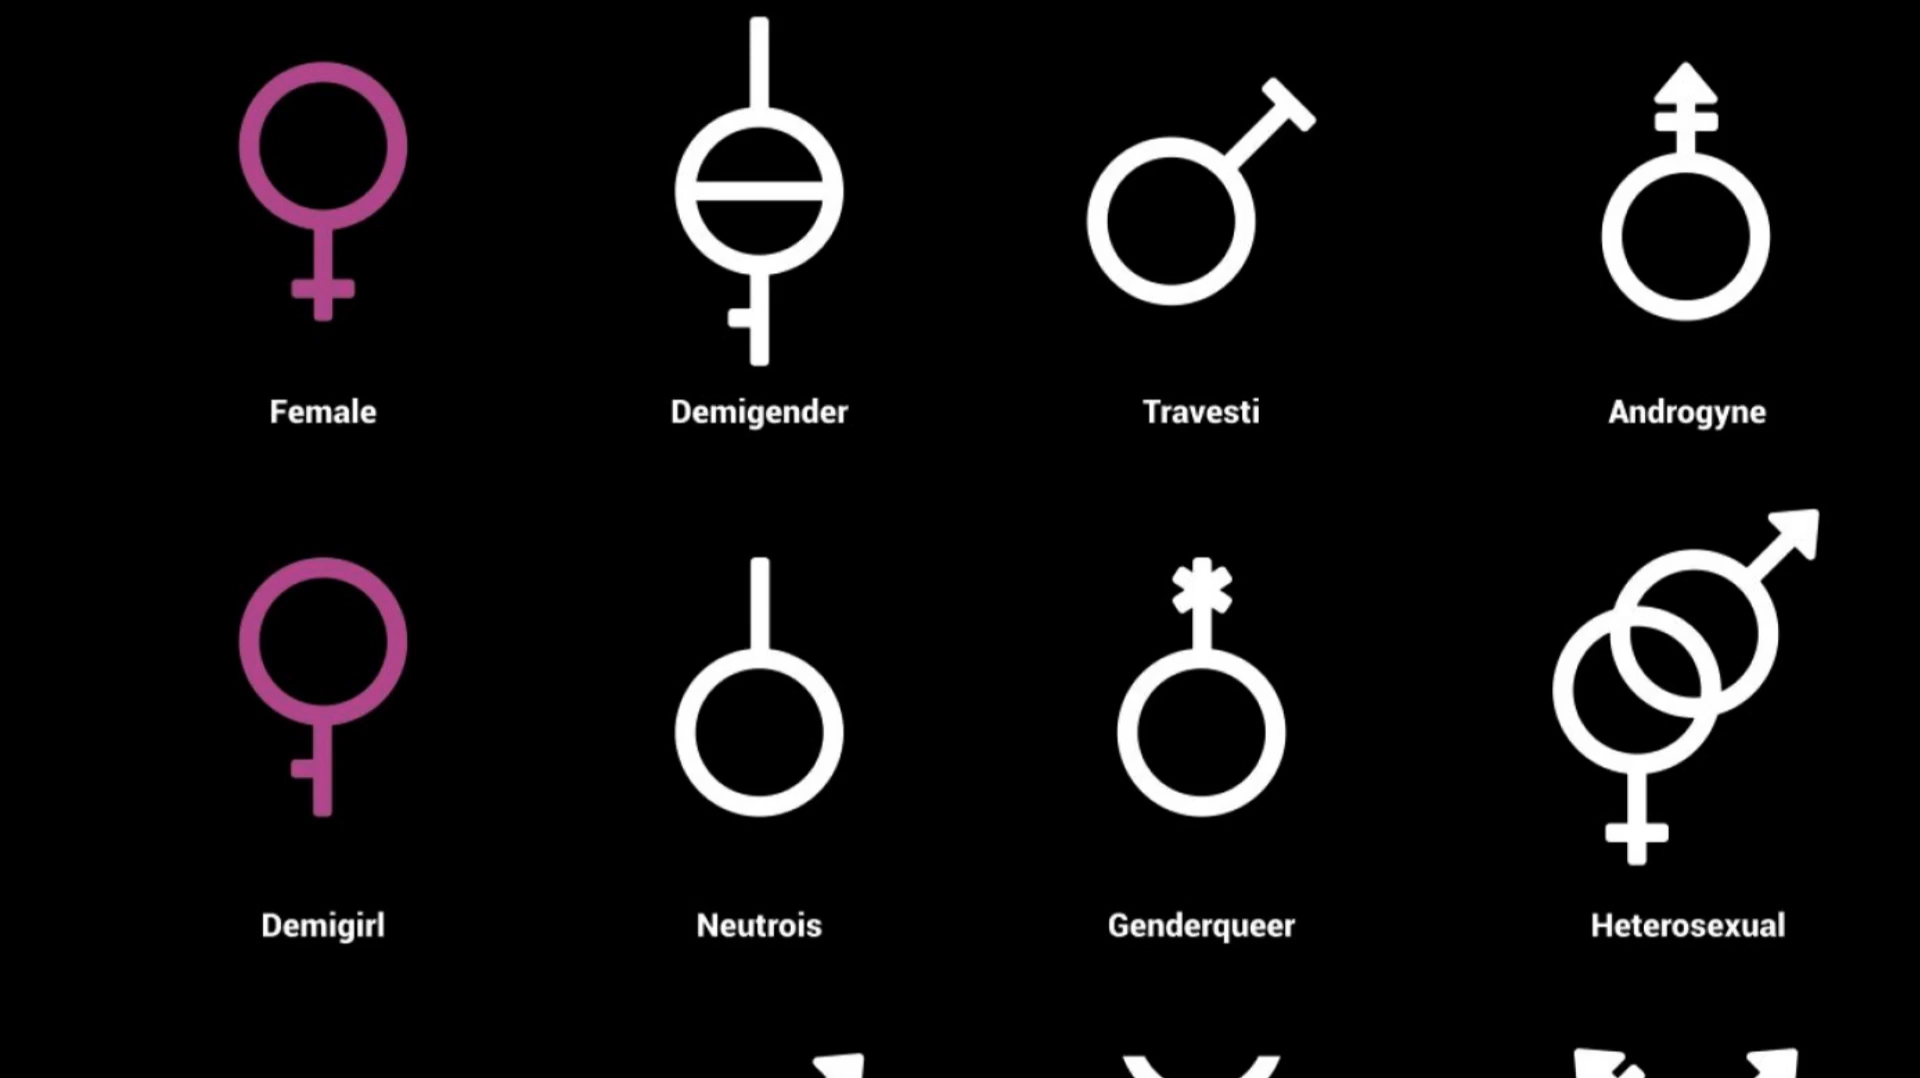 Female
Demigender
Travesti
Androgyne
Demigirl
Neutrois
Genderqueer
Heterosexual